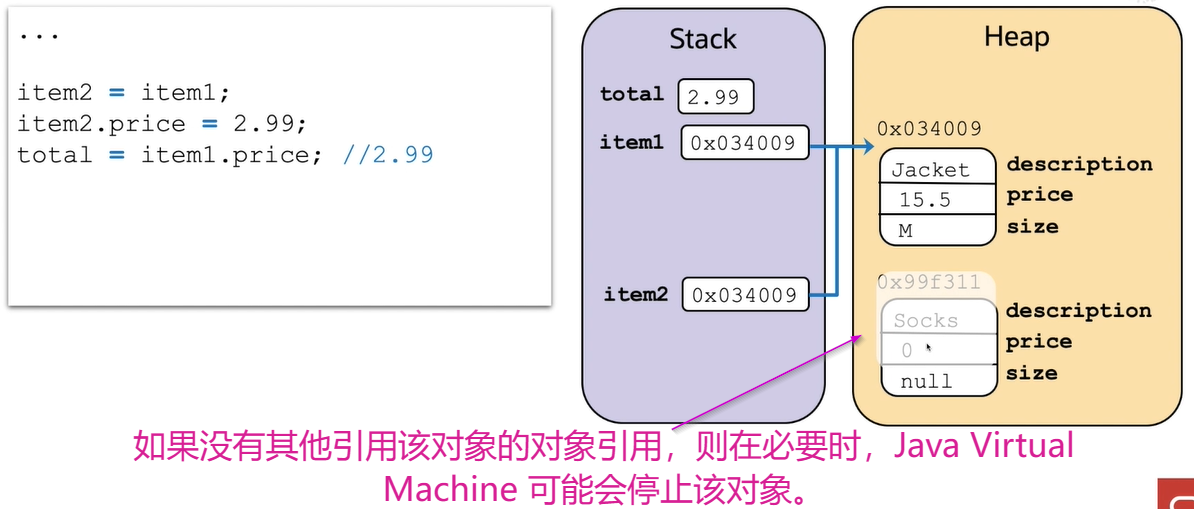 ...
item2 = item1;
item2.price = 2.99;
total = item1.price; //2.99
Stack
total 2.99
item1 0x034009
item2 0x034009
Heap
0x034009
Jacket description
15.5 price
M size
0x99f311
Socks description
0 price
null size
如果没有其他引用该对象的对象引用，则在必要时，Java Virtual
Machine 可能会停止该对象。